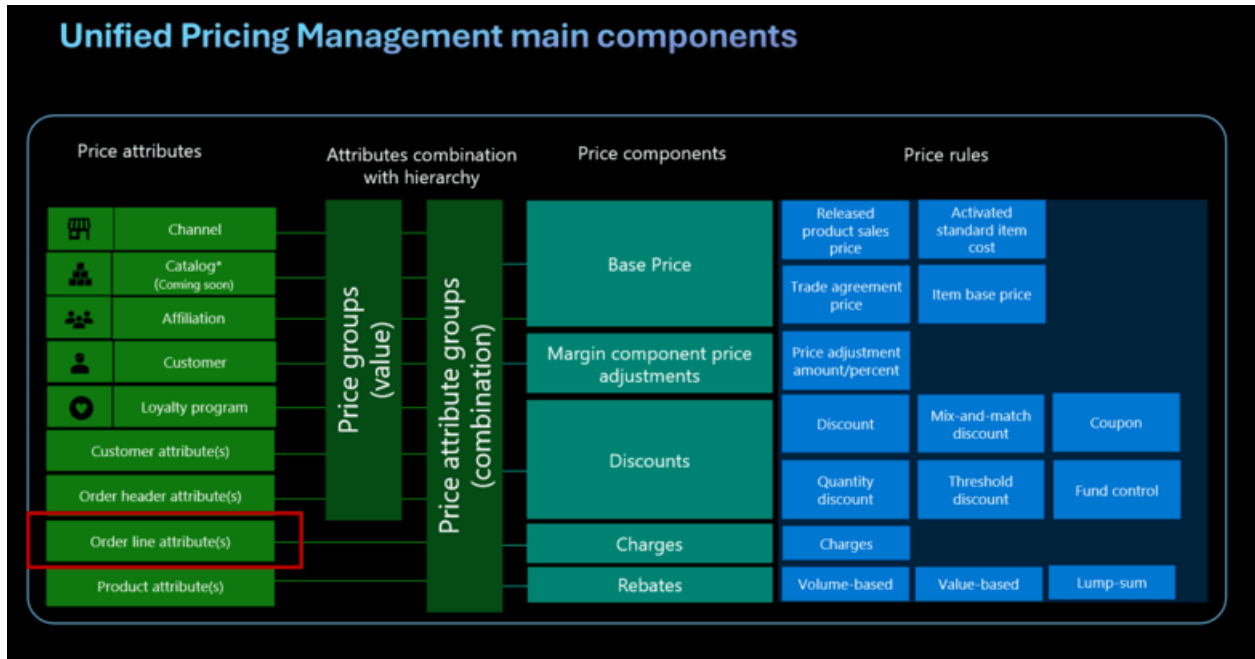 Unified Pricing Management main components
Price attributes
Attributes combination
with hierarchy
Price components
Price rules
Channel
Catalog*
(Coming soon)
Affiliation
Customer
Loyalty program
Customer attribute(s)
Order header attribute(s)
Order line attribute(s)
Product attribute(s)
Price groups
(value)
Price attribute groups
(combination)
Base Price
Margin component price
adjustments
Discounts
Charges
Rebates
Released
product sales
price
Activated
standard item
cost
Trade agreement
price
Item base price
Price adjustment
amount/percent
Discount
Mix-and-match
discount
Coupon
Quantity
discount
Threshold
discount
Fund control
Charges
Volume-based
Value-based
Lump-sum